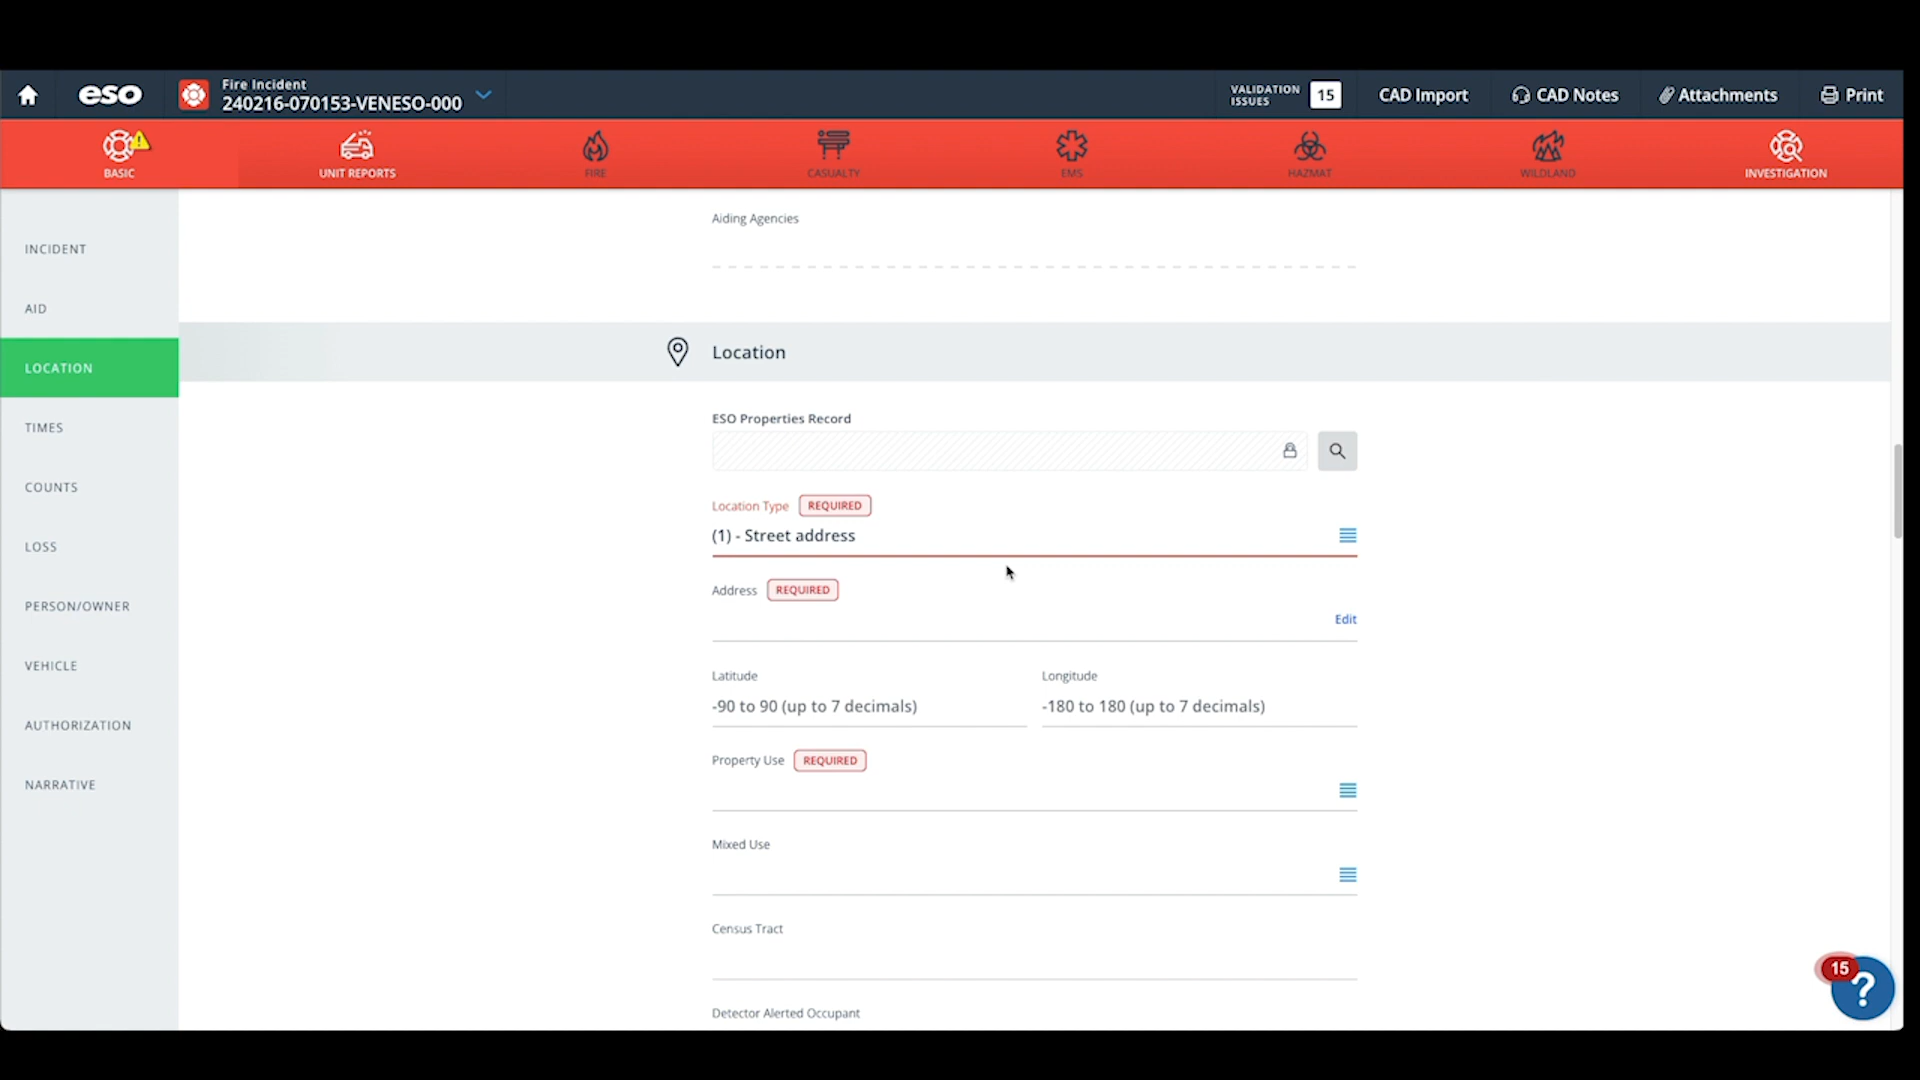 eso
Fire Incident
240216-070153-VENESO-000
VALIDATION
ISSUES
15
CAD Import
CAD Notes
Attachments
Print
BASIC
UNIT REPORTS
FIRE
CASUALTY
EMS
HAZMAT
WILDLAND
INVESTIGATION
INCIDENT
AID
LOCATION
TIMES
COUNTS
LOSS
PERSON/OWNER
VEHICLE
AUTHORIZATION
NARRATIVE
Aiding Agencies
Location
ESO Properties Record
Location Type REQUIRED
(1) - Street address
Address REQUIRED
Edit
Latitude
-90 to 90 (up to 7 decimals)
Longitude
-180 to 180 (up to 7 decimals)
Property Use REQUIRED
Mixed Use
Census Tract
Detector Alerted Occupant
15
?